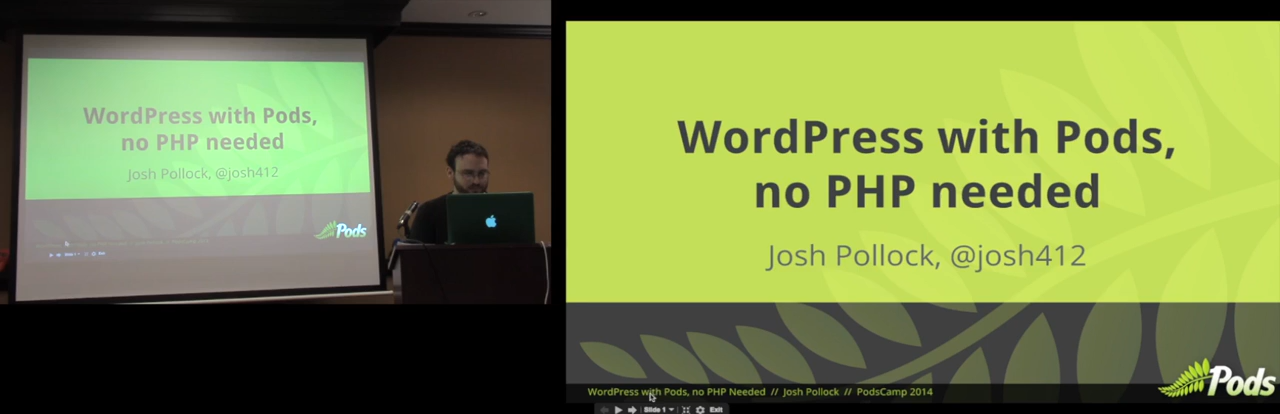 WordPress with Pods,
no PHP needed
Josh Pollock, @josh412
Pods
WordPress with Pods,
no PHP needed
Josh Pollock, @josh412
Pods
WordPress with Pods, no PHP Needed // Josh Pollock // PodsCamp 2014
Slide 1
Exit